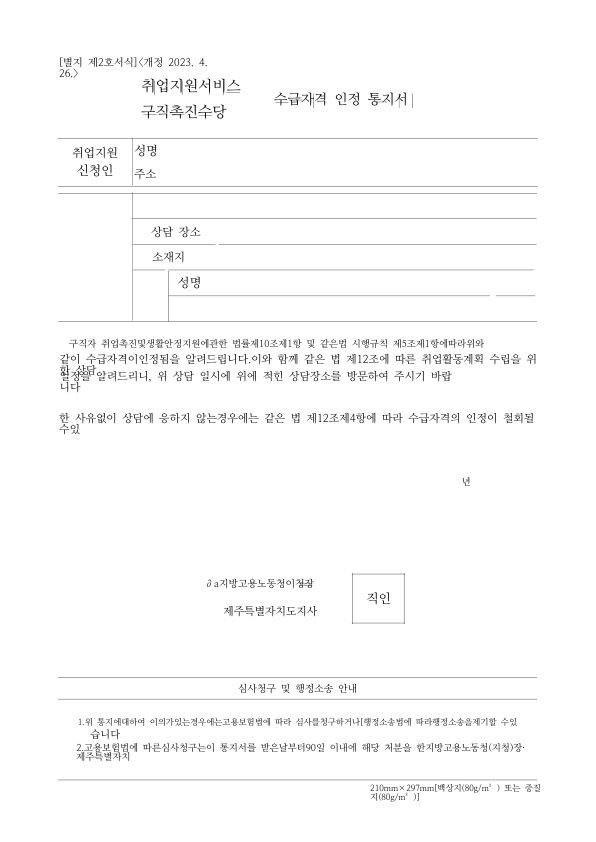 [별지 제2호서식]〈개정 2023. 4.
26.〉
취업지원서비스
구직촉진수당
수급자격 인정 통지서
취업지원
신청인
성명
주소
상담 장소
소재지
성명
구직자 취업촉진및생활안정지원에관한 법률제10조제1항 및 같은법 시행규칙 제5조제1항에따라위와
같이 수급자격이인정됨을 알려드립니다.이와 함께 같은 법 제12조에 따른 취업활동계획 수립을 위
한 상담
일정을 알려드리니, 위 상담 일시에 위에 적힌 상담장소를 방문하여 주시기 바랍
니다
한 사유없이 상담에 응하지 않는경우에는 같은 법 제12조제4항에 따라 수급자격의 인정이 철회될
수있
년
∂a지방고용노동청이청장
제주특별자치도지사
직인
심사청구 및 행정소송 안내
1.위 통지에대하여 이의가있는경우에는고용보험법에 따라 심사를청구하거나[행정소송법에 따라행정소송을제기할 수있
습니다
2.고용보험법에 따른심사청구는이 통지서를 받은날부터90일 이내에 해당 처분을 한지방고용노동청(지청)장·
제주특별자치
210mm×297mm[백상지(80g/m²) 또는 중질
지(80g/m²)]